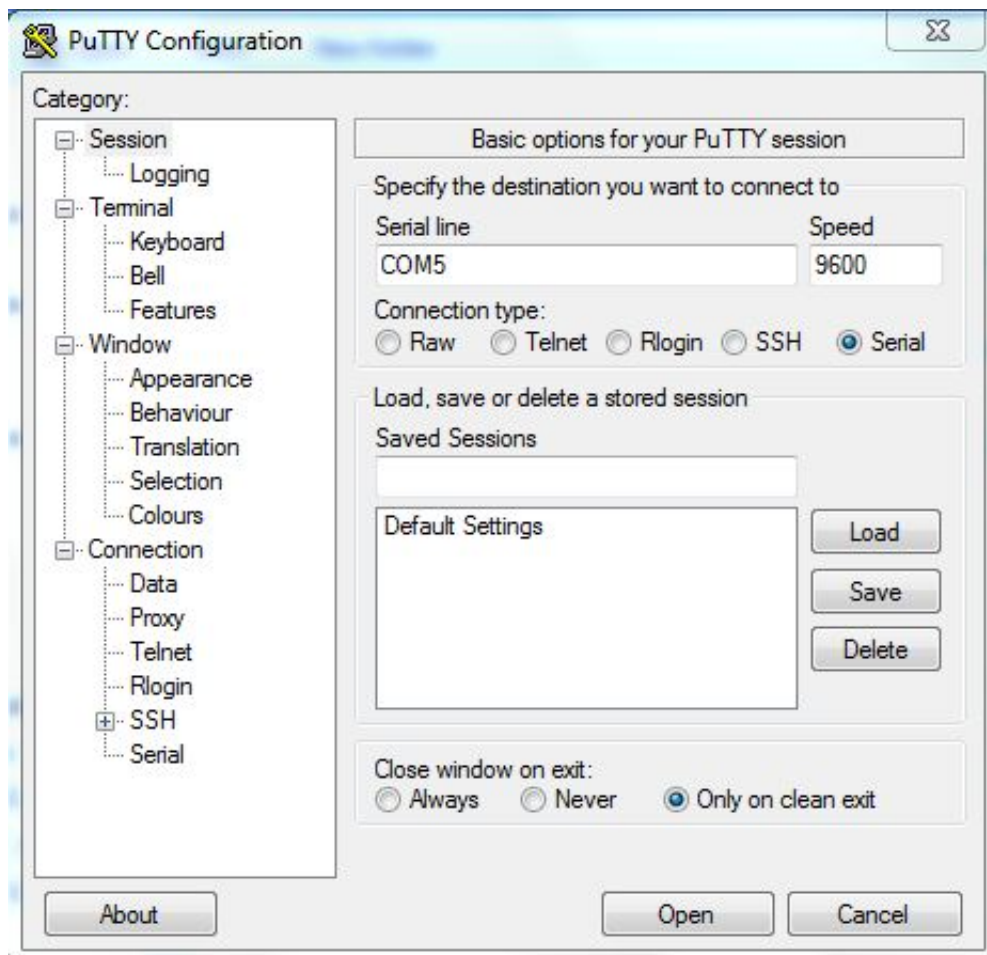 PuTTY Configuration
Category:
Session
Logging
Terminal
Keyboard
Bell
Features
Window
Appearance
Behaviour
Translation
Selection
Colours
Connection
Data
Proxy
Telnet
Rlogin
SSH
Serial
Basic options for your PuTTY session
Specify the destination you want to connect to
Serial line Speed
COM5 9600
Connection type:
Raw Telnet Rlogin SSH Serial
Load, save or delete a stored session
Saved Sessions
Default Settings
Load
Save
Delete
Close window on exit:
Always Never Only on clean exit
About Open Cancel